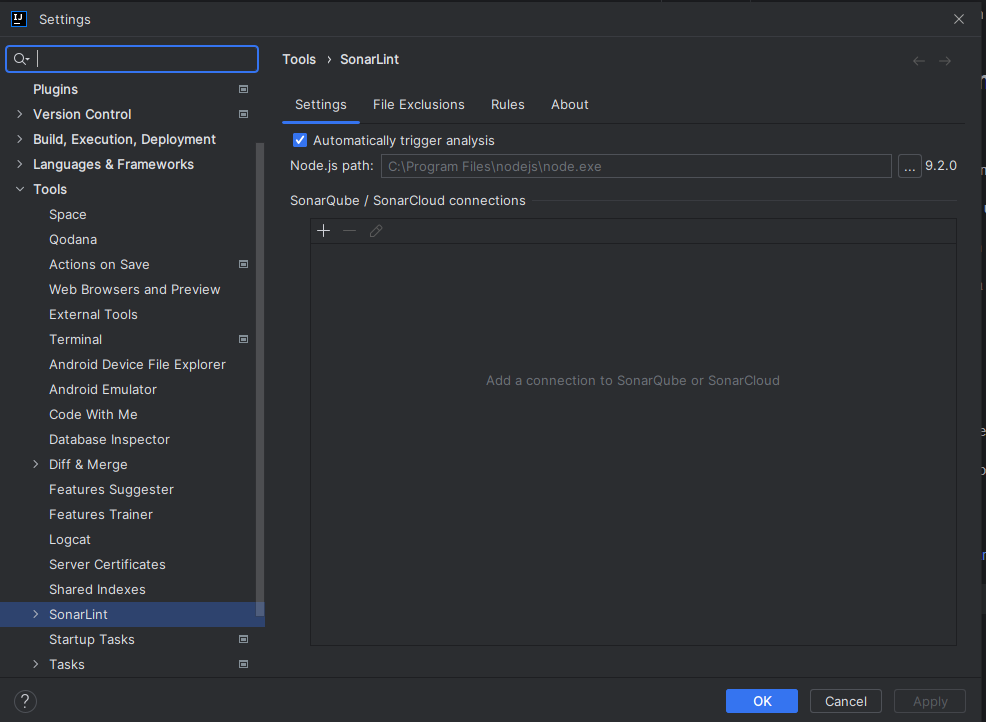 Settings
Plugins
Version Control
Build, Execution, Deployment
Languages & Frameworks
Tools
Space
Qodana
Actions on Save
Web Browsers and Preview
External Tools
Terminal
Android Device File Explorer
Android Emulator
Code With Me
Database Inspector
Diff & Merge
Features Suggester
Features Trainer
Logcat
Server Certificates
Shared Indexes
SonarLint
Startup Tasks
Tasks
Tools › SonarLint
Settings File Exclusions Rules About
Automatically trigger analysis
Node.js path: C:\Program Files\nodejs\node.exe ... 9.2.0
SonarQube / SonarCloud connections
Add a connection to SonarQube or SonarCloud
? OK Cancel Apply